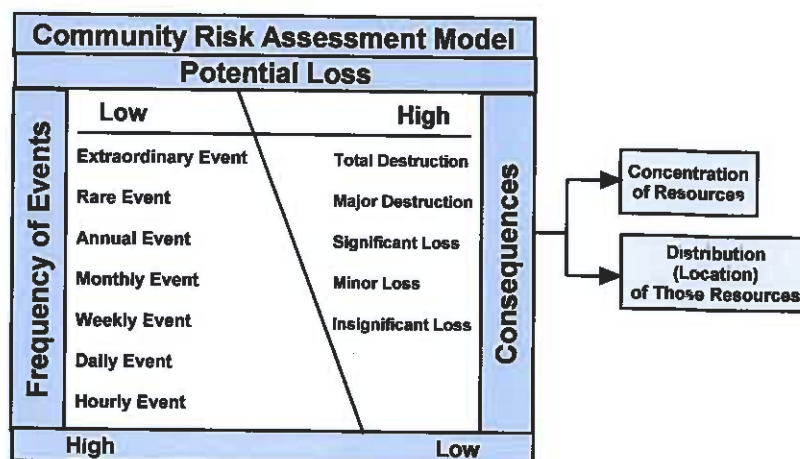 Community Risk Assessment Model
Potential Loss
Frequency of Events
Low
High
Extraordinary Event
Rare Event
Annual Event
Monthly Event
Weekly Event
Daily Event
Hourly Event
Total Destruction
Major Destruction
Significant Loss
Minor Loss
Insignificant Loss
Consequences
High
Low
Concentration
of Resources
Distribution
(Location)
of Those Resources